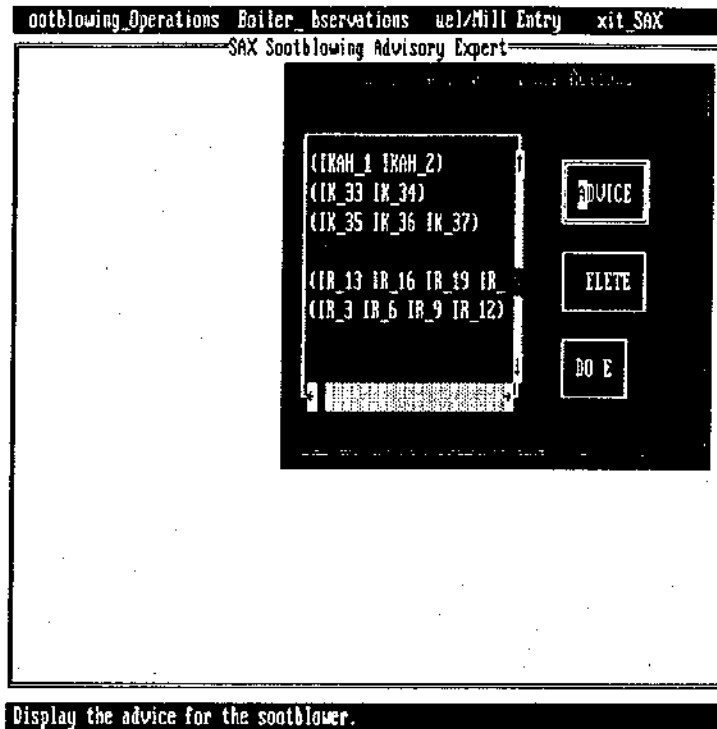 ootblowing_Operations Boiler_ bservations uel/Mill Entry xit_SAX
SAX Sootblowing Advisory Expert
(IKAH_1 IKAH_2)
(IK_33 IK_34)
(IK_35 IK_36 IK_37)
(IR_13 IR_16 IR_19 IR_
(IR_3 IR_6 IR_9 IR_12)
ADVICE
ELETE
DO E
Display the advice for the sootblower.